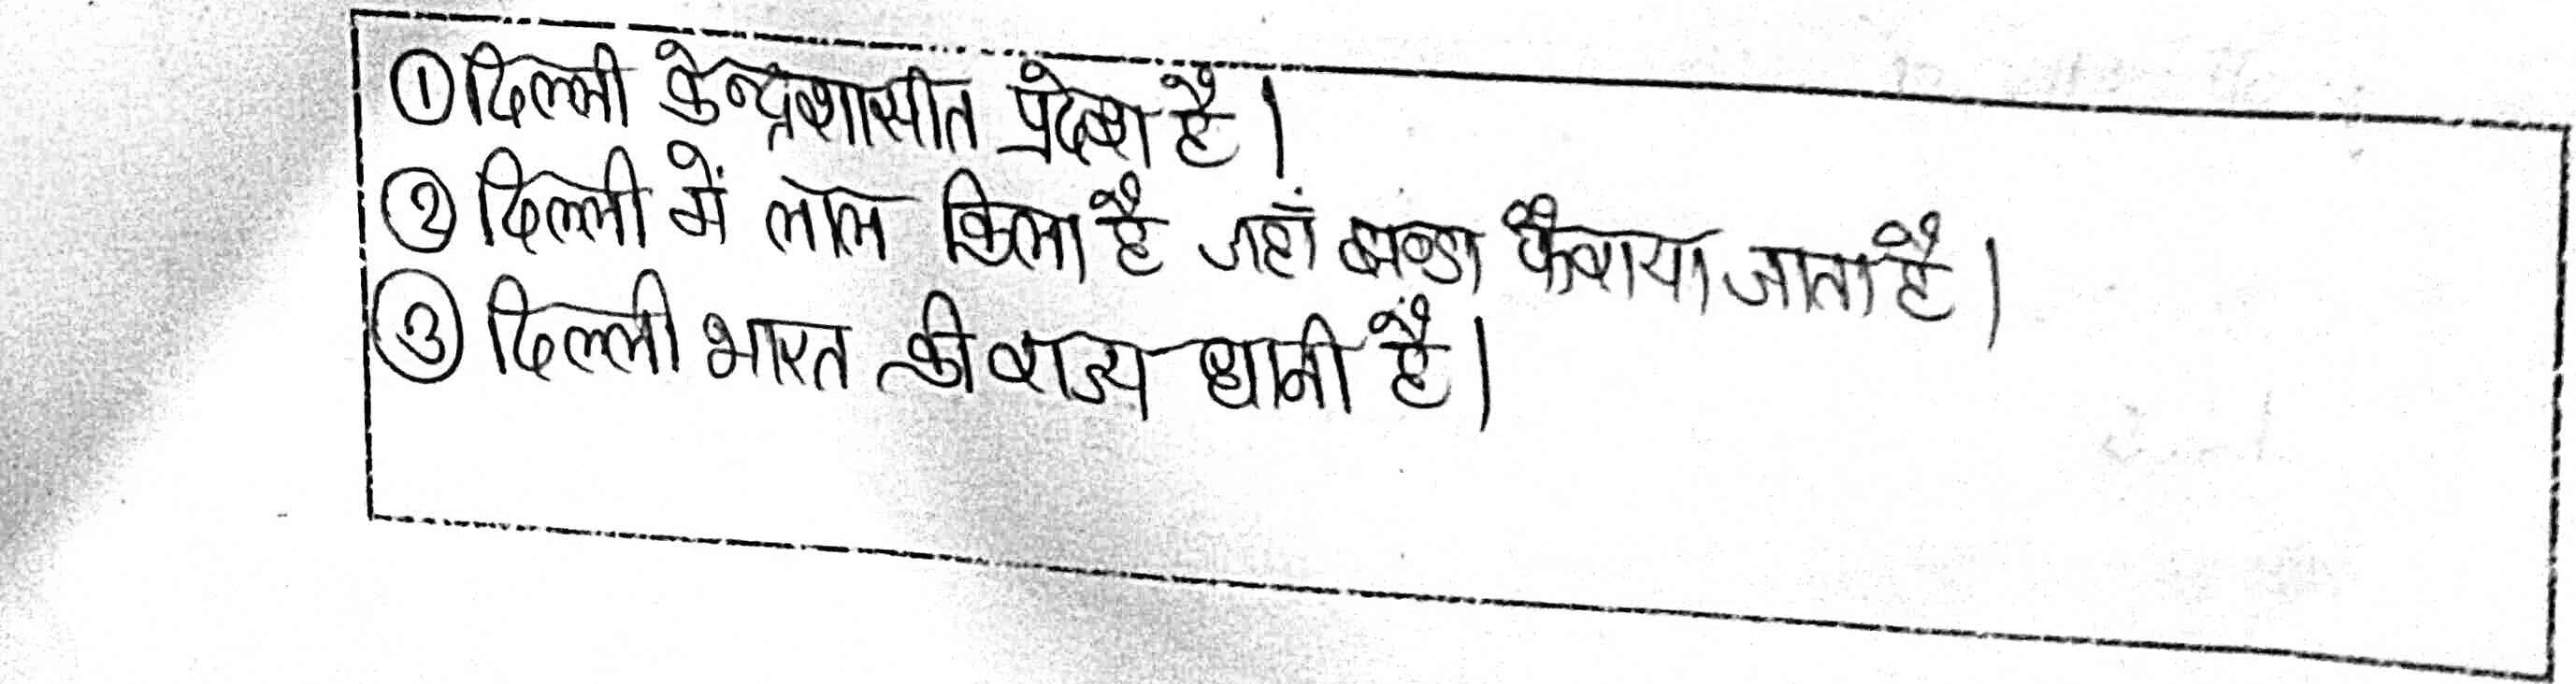 ① दिल्ली केन्द्रशासीत प्रदेश है।
② दिल्ली में लाल किला है जहाँ झण्डा फैराया जाता है।
③ दिल्ली भारत की राज्य धानी है।